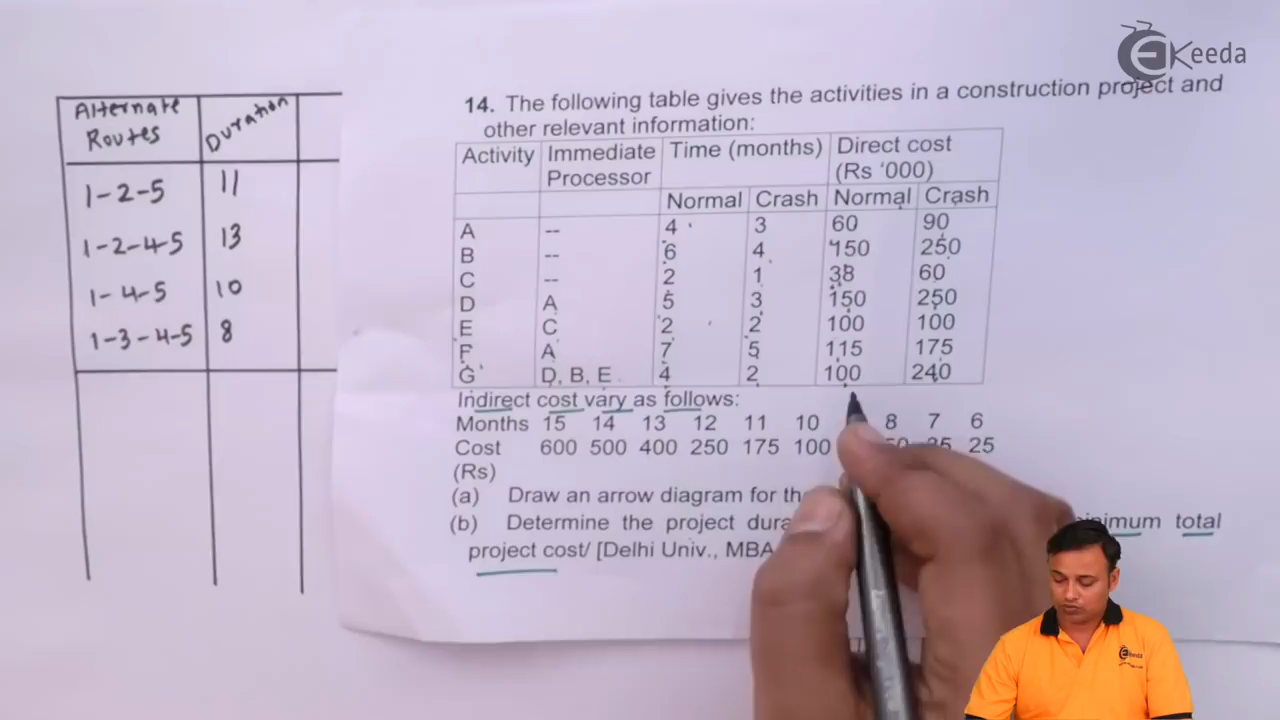 Keeda
Alternate Routes Duration
1-2-5 11
1-2-4-5 13
1-4-5 10
1-3-4-5 8
14. The following table gives the activities in a construction project and
other relevant information:
Activity Immediate Processor Time (months) Direct cost (Rs '000)
Normal Crash Normal Crash
A -- 4 3 60 90
B -- 6 4 150 250
C -- 2 1 38 60
D A 5 3 150 250
E C 2 2 100 100
F A 7 5 115 175
G D, B, E 4 2 100 240
Indirect cost vary as follows:
Months 15 14 13 12 11 10 8 7 6
Cost 600 500 400 250 175 100 25
(Rs)
(a) Draw an arrow diagram for
(b) Determine the project total
project cost/ [Delhi Univ., MBA